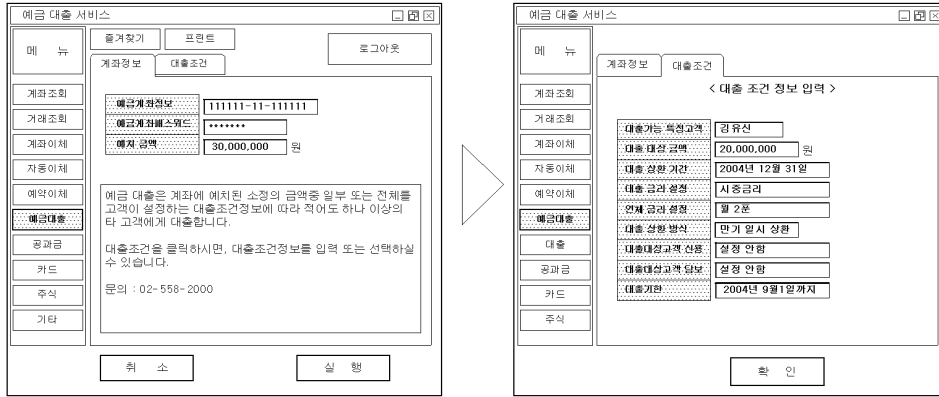 예금 대출 서비스
메 뉴
즐겨찾기
프린트
로그아웃
계좌정보
대출조건
계좌조회
거래조회
계좌이체
자동이체
예약이체
예금대출
공과금
카드
주식
기타
예금계좌정보 111111-11-111111
예금계좌패스워드 *******
예치 금액 30,000,000 원
예금 대출은 계좌에 예치된 소정의 금액중 일부 또는 전체를
고객이 설정하는 대출조건정보에 따라 적어도 하나 이상의
타 고객에게 대출합니다.
대출조건을 클릭하시면, 대출조건정보를 입력 또는 선택하실
수 있습니다.
문의 : 02-558-2000
취 소
실 행
예금 대출 서비스
메 뉴
계좌정보
대출조건
계좌조회
거래조회
계좌이체
자동이체
예약이체
예금대출
대출
공과금
카드
주식
< 대출 조건 정보 입력 >
대출가능 특정고객 김유신
대출 대상 금액 20,000,000 원
대출 상환 기간 2004년 12월 31일
대출 금리 설정 시중금리
연체 금리 설정 월 2푼
대출 상환 방식 만기 일시 상환
대출대상고객 신용 설정 안함
대출대상고객 담보 설정 안함
대출기한 2004년 9월1일까지
확 인